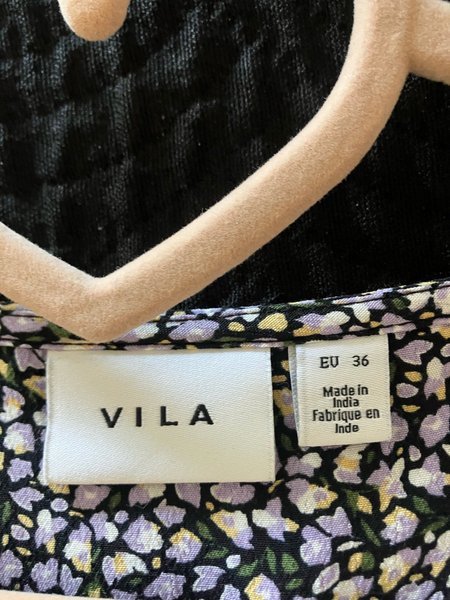 VILA
EU 36
Made in
India
Fabrique en
Inde